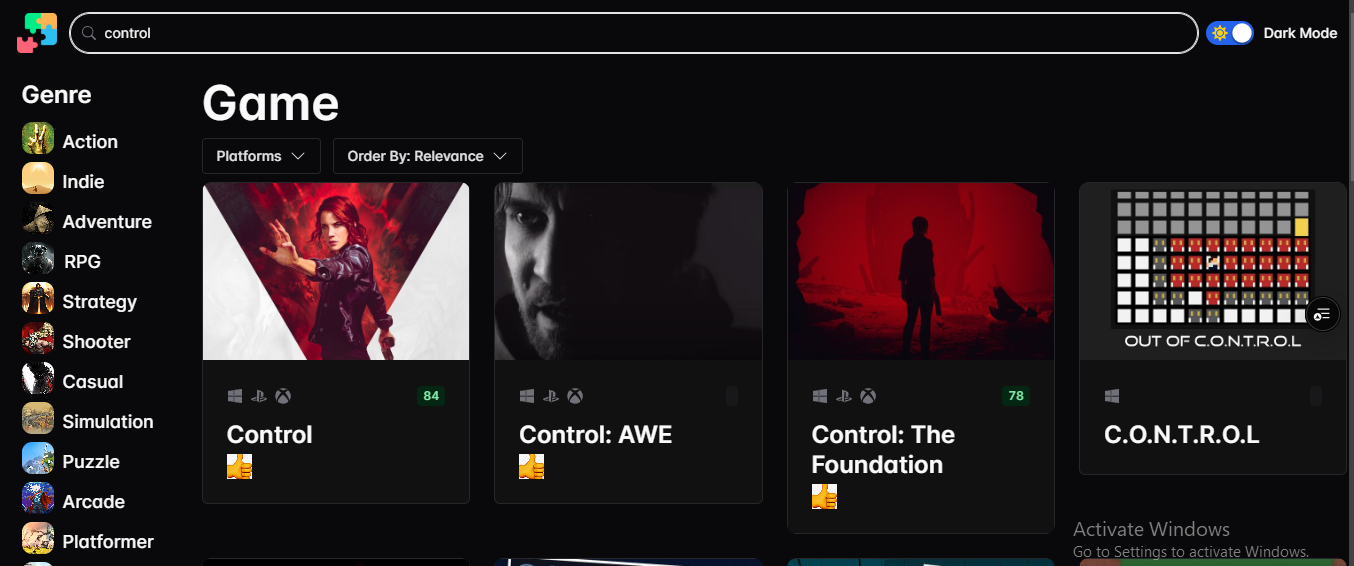 control
Dark Mode
Genre
Action
Indie
Adventure
RPG
Strategy
Shooter
Casual
Simulation
Puzzle
Arcade
Platformer
Game
Platforms
Order By: Relevance
84
Control
Control: AWE
78
Control: The
Foundation
OUT OF C.O.N.T.R.O.L
C.O.N.T.R.O.L
Activate Windows
Go to Settings to activate Windows.